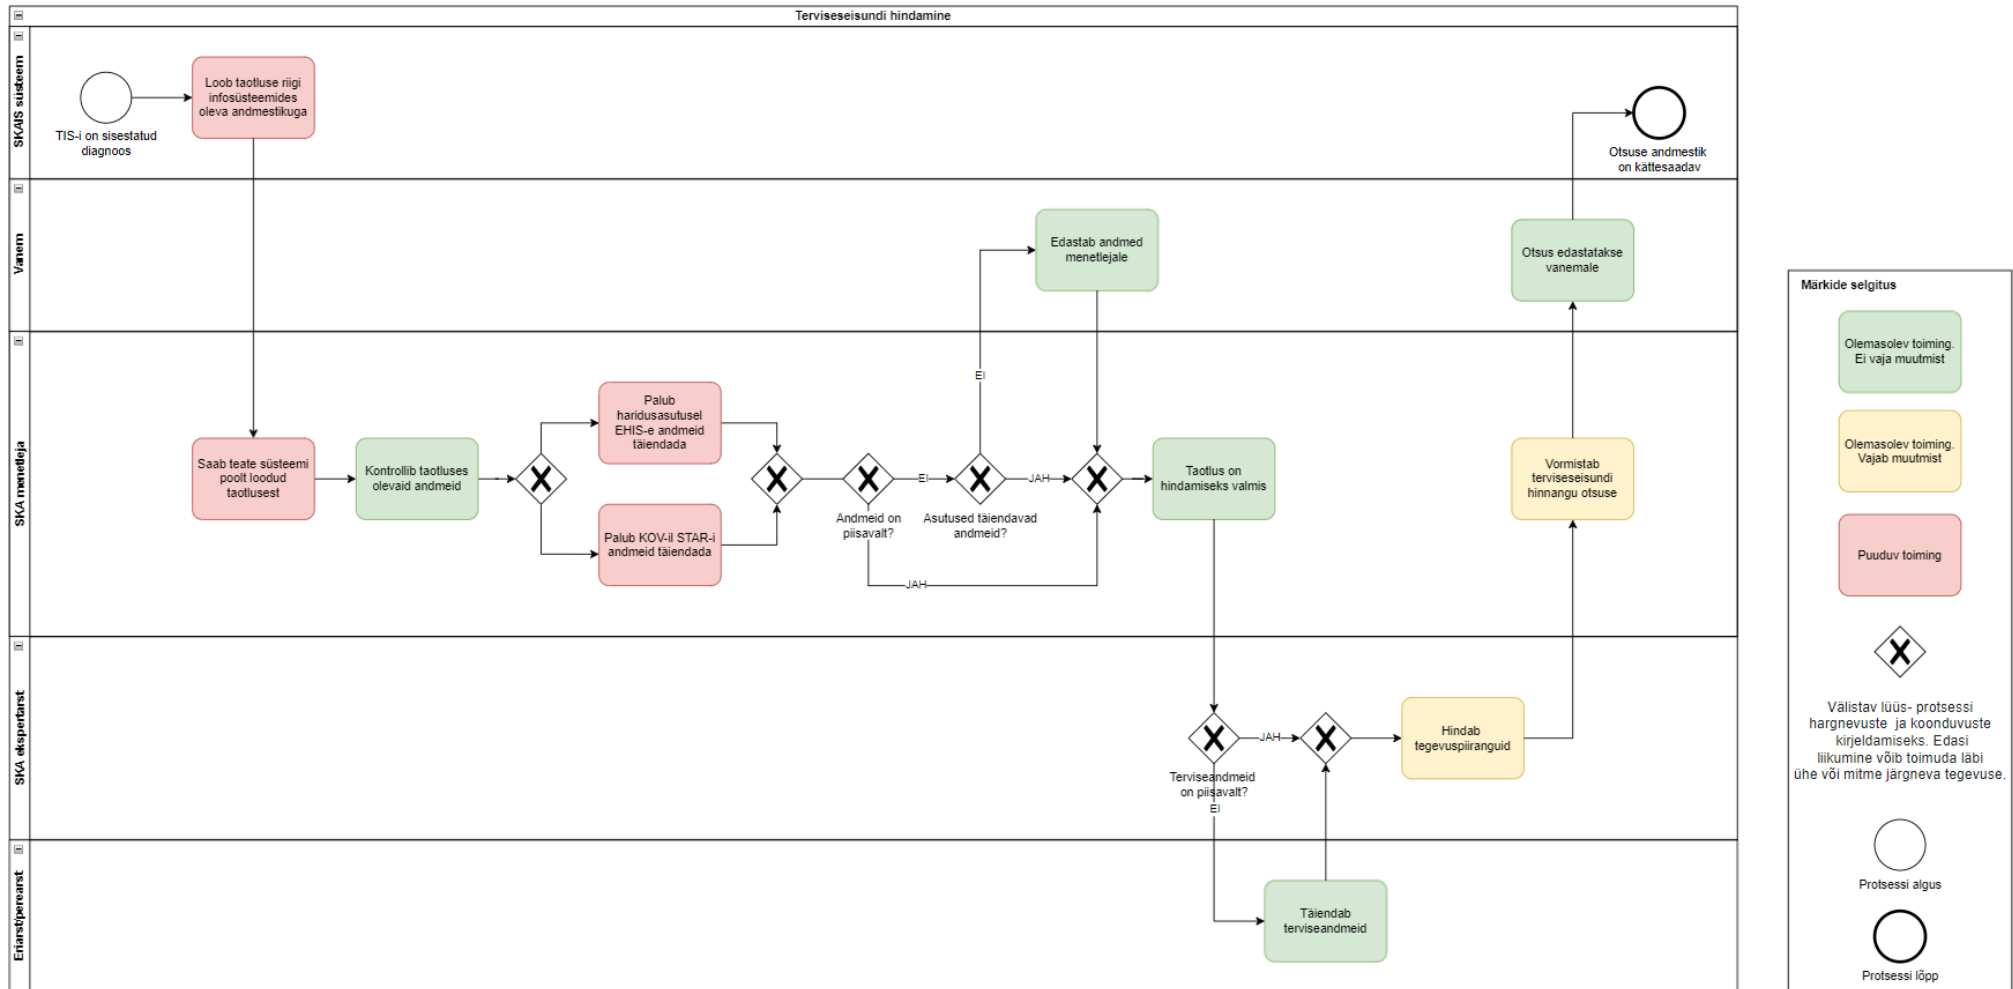 Terviseseisundi hindamine
SKAIS süsteem
TIS-i on sisestatud
diagnoos
Loob taotluse riigi
infosüsteemides
oleva andmestikuga
Otsuse andmestik
on kättesaadav
Vanem
Edastab andmed
menetlejale
Otsus edastatakse
vanemale
SKA menetleja
Saab teate süsteemi
poolt loodud
taotlusest
Kontrollib taotluses
olevaid andmeid
Palub
haridusasutusel
EHIS-e andmeid
täiendada
Palub KOV-il STAR-i
andmeid täiendada
Andmeid on
piisavalt?
EI
JAH
Asutused täiendavad
andmeid?
EI
JAH
Taotlus on
hindamiseks valmis
Vormistab
terviseseisundi
hinnangu otsuse
SKA ekspertarst
Terviseandmeid
on piisavalt?
JAH
EI
Hindab
tegevuspiiranguid
Eriarst/perearst
Täiendab
terviseandmeid
Märkide selgitus
Olemasolev toiming.
Ei vaja muutmist
Olemasolev toiming.
Vajab muutmist
Puuduv toiming
Välistav lüüs- protsessi
hargnevuste ja koonduvuste
kirjeldamiseks. Edasi
liikumine võib toimuda läbi
ühe või mitme järgneva tegevuse.
Protsessi algus
Protsessi lõpp